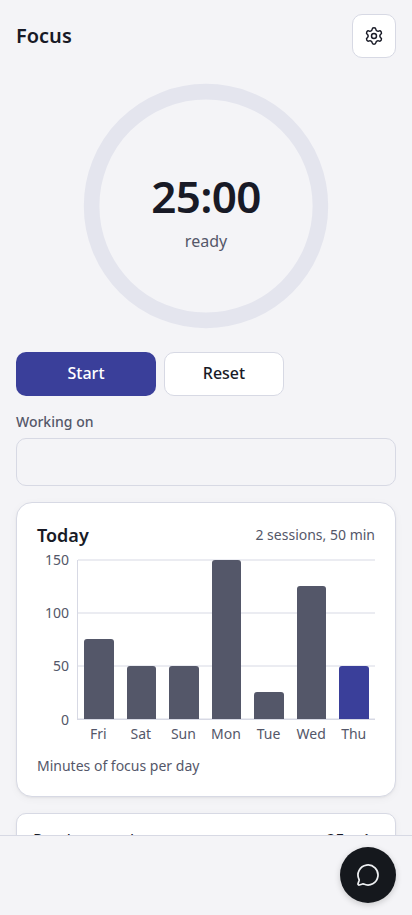 Focus
25:00
ready
Start
Reset
Working on
Today
2 sessions, 50 min
150
100
50
0
Fri Sat Sun Mon Tue Wed Thu
Minutes of focus per day